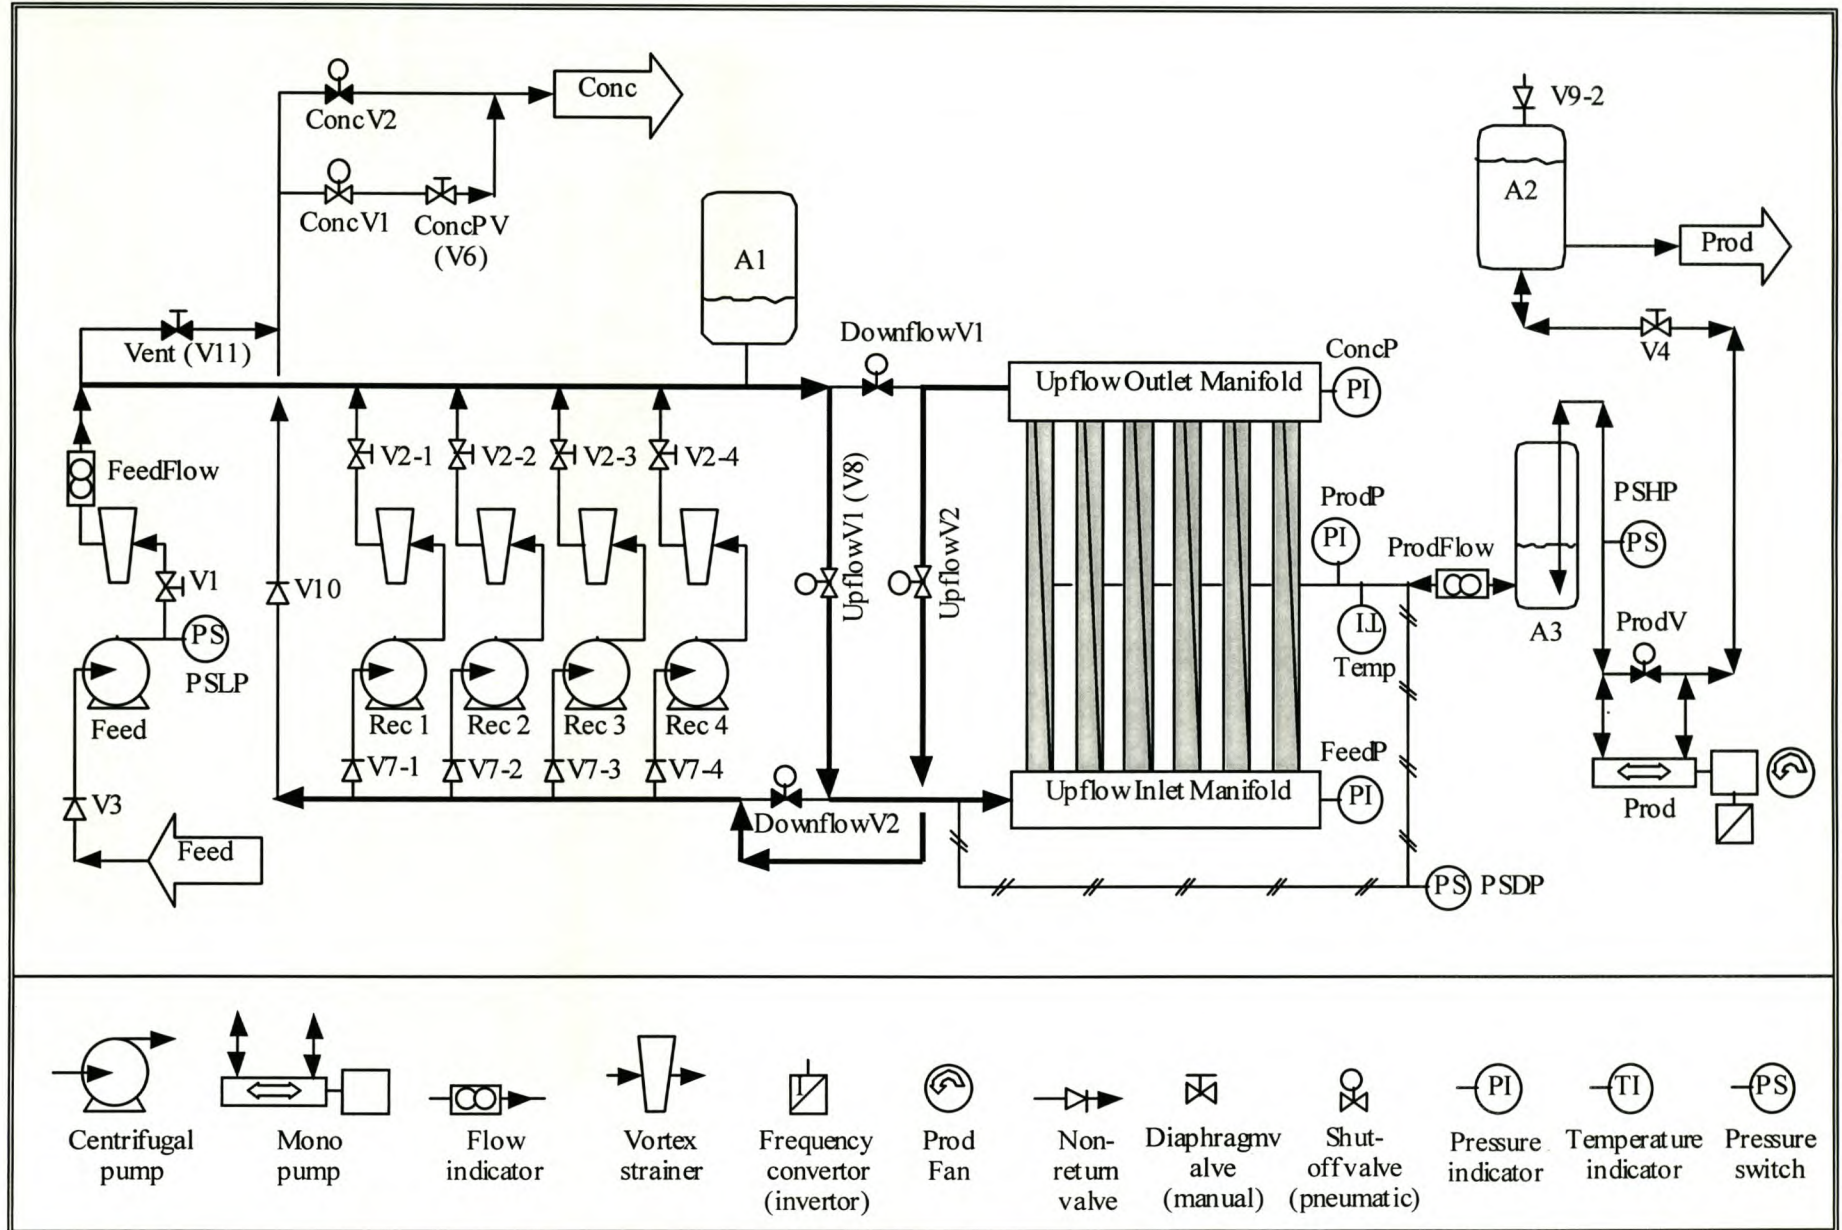 Conc
ConcV2
ConcV1
ConcPV
(V6)
V9-2
A2
Prod
V4
A1
Vent (V11)
DownflowV1
ConcP
PI
Upflow Outlet Manifold
FeedFlow
V2-1
V2-2
V2-3
V2-4
UpflowV1 (V8)
UpflowV2
ProdP
PI
ProdFlow
PSHP
PS
V1
V10
PS
PSLP
TI
Temp
A3
ProdV
Feed
Rec 1
Rec 2
Rec 3
Rec 4
V7-1
V7-2
V7-3
V7-4
FeedP
PI
Upflow Inlet Manifold
V3
DownflowV2
Prod
Feed
PS
PSDP
I
PI
TI
PS
Centrifugal
pump
Mono
pump
Flow
indicator
Vortex
strainer
Frequency
convertor
(invertor)
Prod
Fan
Non-
return
valve
Diaphragmv
alve
(manual)
Shut-
offvalve
(pneumatic)
Pressure
indicator
Temperature
indicator
Pressure
switch